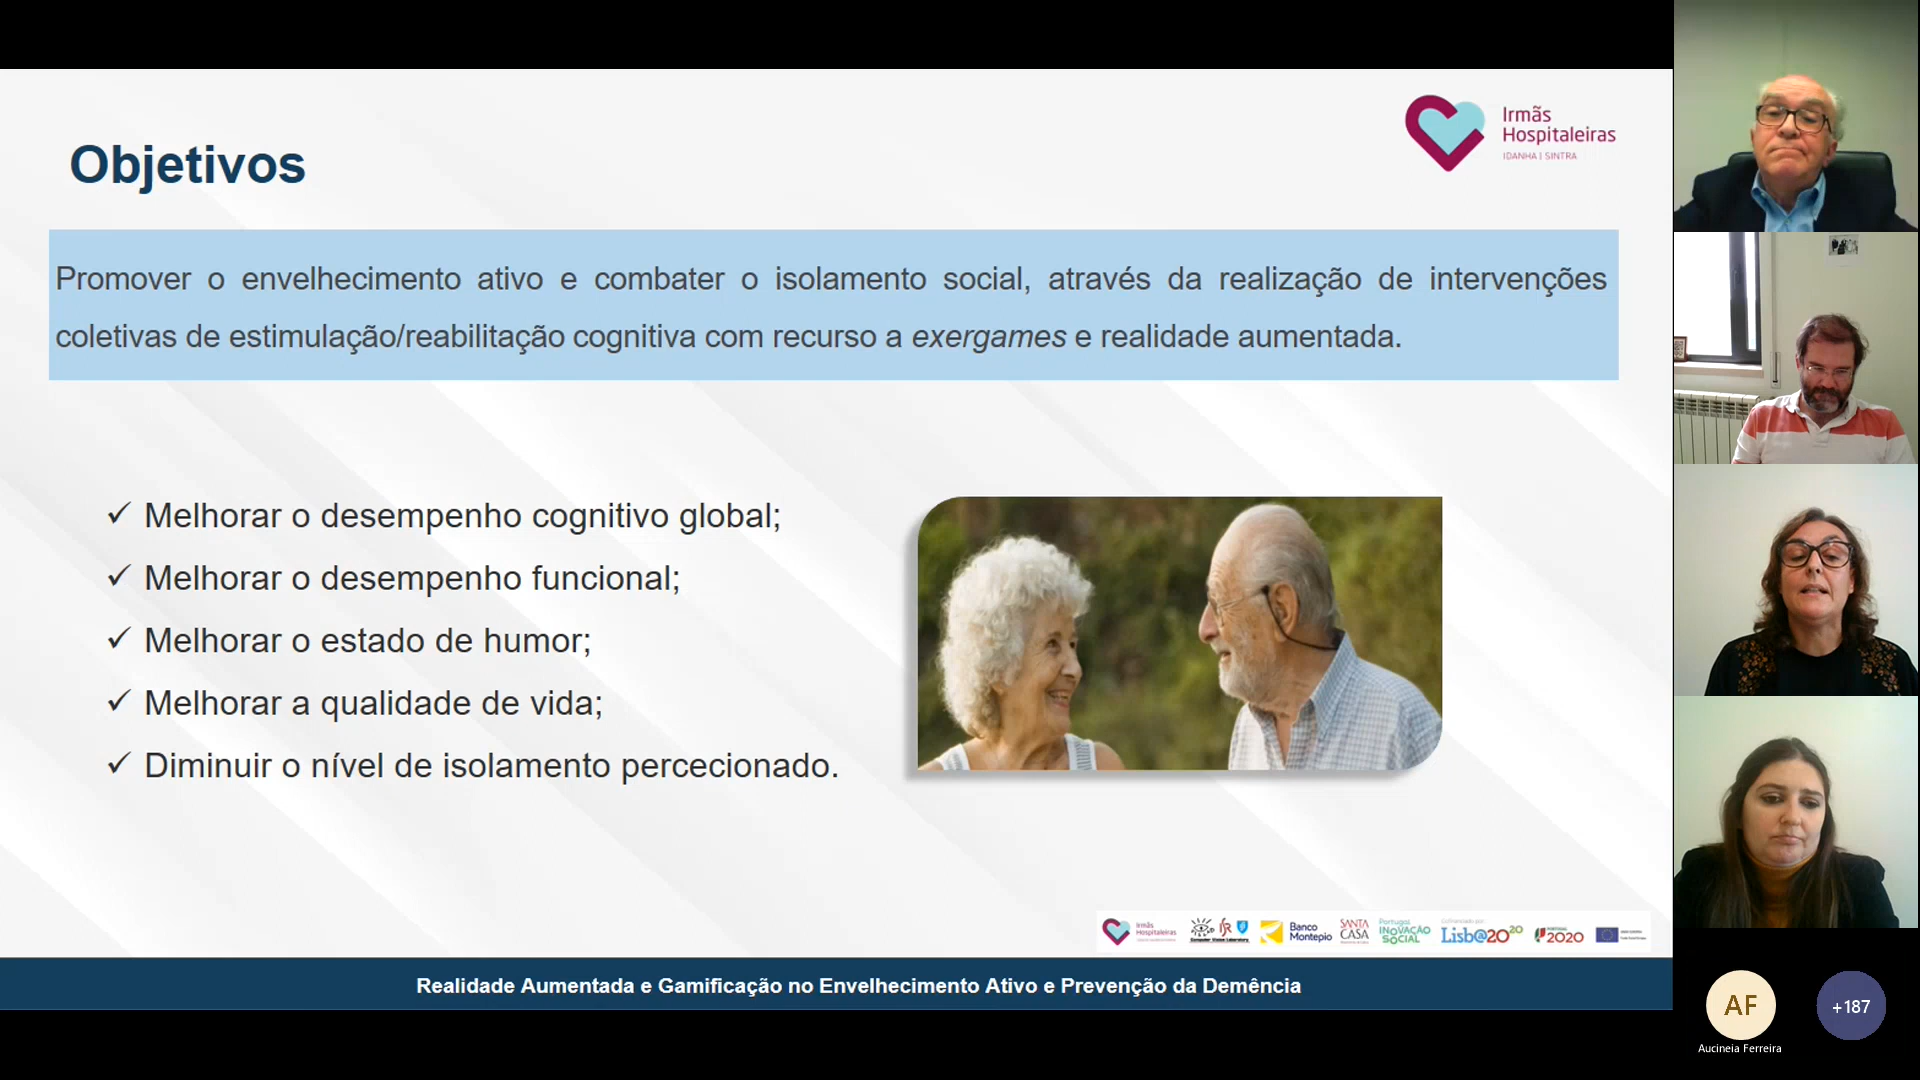 Objetivos
Irmãs
Hospitaleiras
IDANHA | SINTRA
Promover o envelhecimento ativo e combater o isolamento social, através da realização de intervenções
coletivas de estimulação/reabilitação cognitiva com recurso a exergames e realidade aumentada.
✓ Melhorar o desempenho cognitivo global;
✓ Melhorar o desempenho funcional;
✓ Melhorar o estado de humor;
✓ Melhorar a qualidade de vida;
✓ Diminuir o nível de isolamento percecionado.
Irmãs
Hospitaleiras
Computer Vision Laboratory
Banco
Montepio
SANTA
CASA
Portugal
INOVAÇÃO
SOCIAL
Cofinanciado por:
Lisb@20²⁰
PORTUGAL
2020
Realidade Aumentada e Gamificação no Envelhecimento Ativo e Prevenção da Demência
AF
+187
Aucineia Ferreira